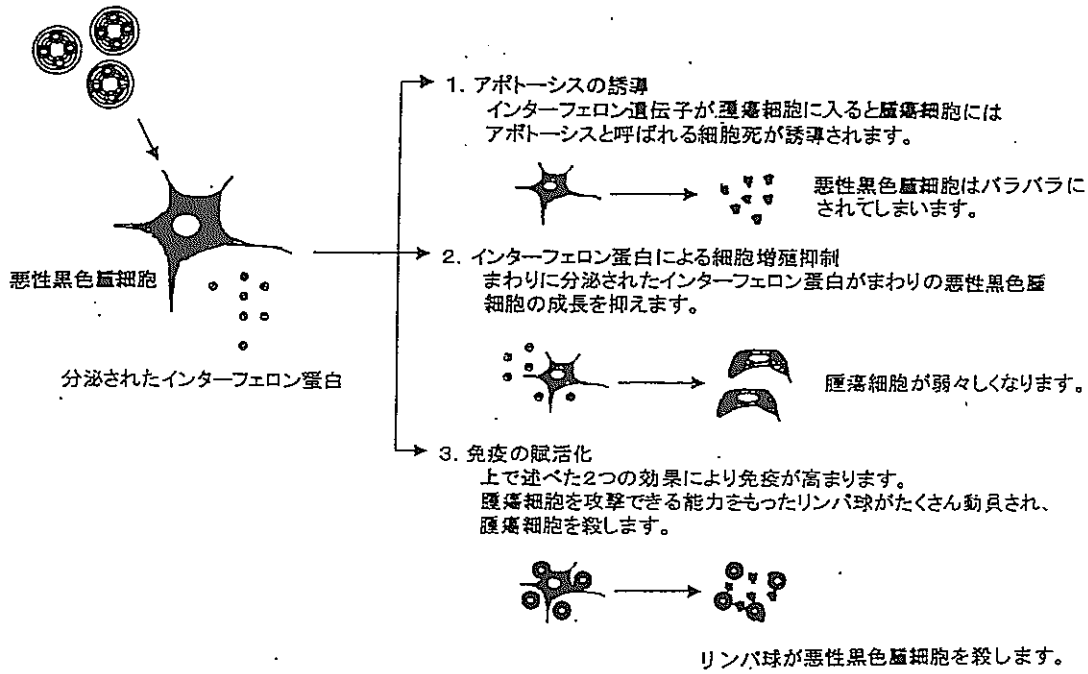 1. アポトーシスの誘導
インターフェロン遺伝子が腫瘍細胞に入ると腫瘍細胞には
アポトーシスと呼ばれる細胞死が誘導されます。
悪性黒色腫細胞はバラバラに
されてしまいます。
悪性黒色腫細胞
分泌されたインターフェロン蛋白
2. インターフェロン蛋白による細胞増殖抑制
まわりに分泌されたインターフェロン蛋白がまわりの悪性黒色腫
細胞の成長を抑えます。
腫瘍細胞が弱々しくなります。
3. 免疫の賦活化
上で述べた2つの効果により免疫が高まります。
腫瘍細胞を攻撃できる能力をもったリンパ球がたくさん動員され、
腫瘍細胞を殺します。
リンパ球が悪性黒色腫細胞を殺します。